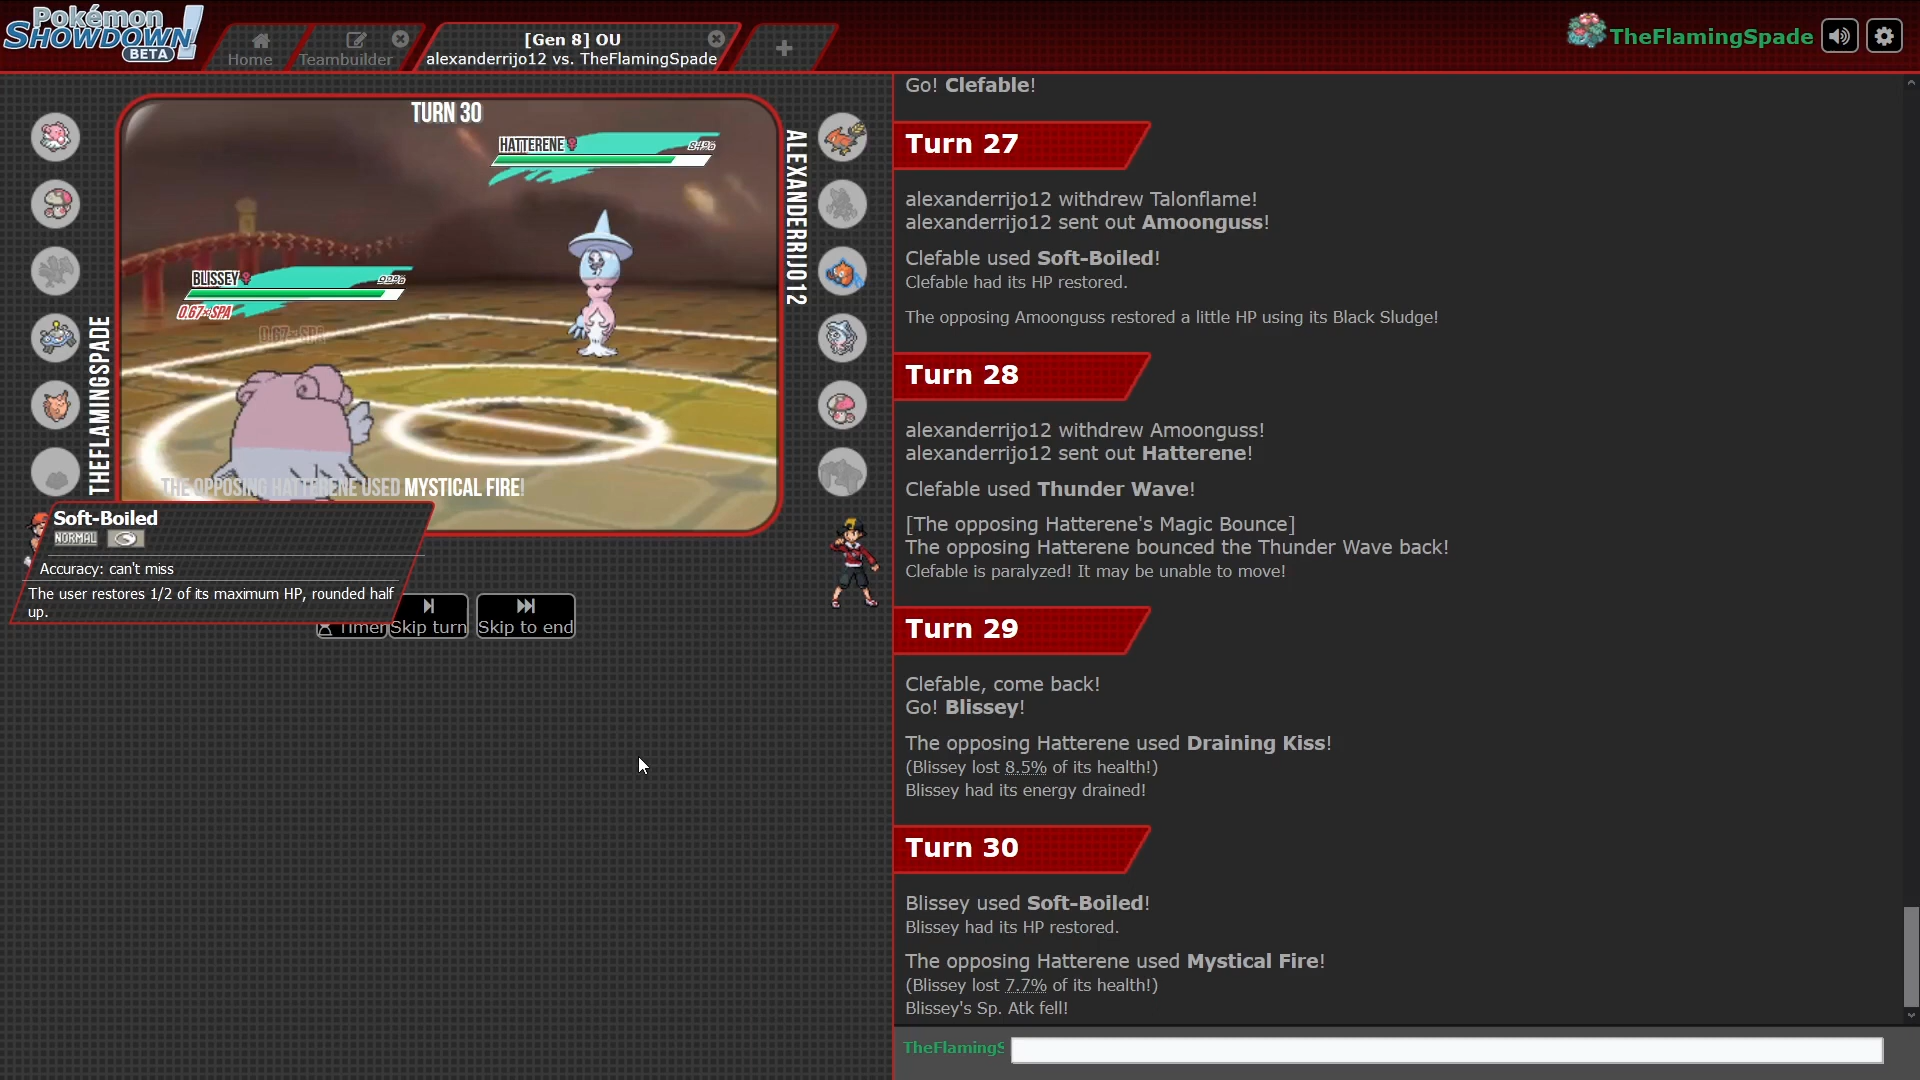 Pokémon
SHOWDOWN
BETA
Home
Teambuilder
[Gen 8] OU
alexanderrijo12 vs. TheFlamingSpade
TheFlamingSpade
TURN 30
HATTERENE
84%
BLISSEY
92%
0.67× SPA
0.67× SPA
THE OPPOSING HATTERENE USED MYSTICAL FIRE!
THEFLAMINGSPADE
ALEXANDERRIJO12
Soft-Boiled
NORMAL
Accuracy: can't miss
The user restores 1/2 of its maximum HP, rounded half
up.
Timer
Skip turn
Skip to end
Go! Clefable!
Turn 27
alexanderrijo12 withdrew Talonflame!
alexanderrijo12 sent out Amoonguss!
Clefable used Soft-Boiled!
Clefable had its HP restored.
The opposing Amoonguss restored a little HP using its Black Sludge!
Turn 28
alexanderrijo12 withdrew Amoonguss!
alexanderrijo12 sent out Hatterene!
Clefable used Thunder Wave!
[The opposing Hatterene's Magic Bounce]
The opposing Hatterene bounced the Thunder Wave back!
Clefable is paralyzed! It may be unable to move!
Turn 29
Clefable, come back!
Go! Blissey!
The opposing Hatterene used Draining Kiss!
(Blissey lost 8.5% of its health!)
Blissey had its energy drained!
Turn 30
Blissey used Soft-Boiled!
Blissey had its HP restored.
The opposing Hatterene used Mystical Fire!
(Blissey lost 7.7% of its health!)
Blissey's Sp. Atk fell!
TheFlamingS